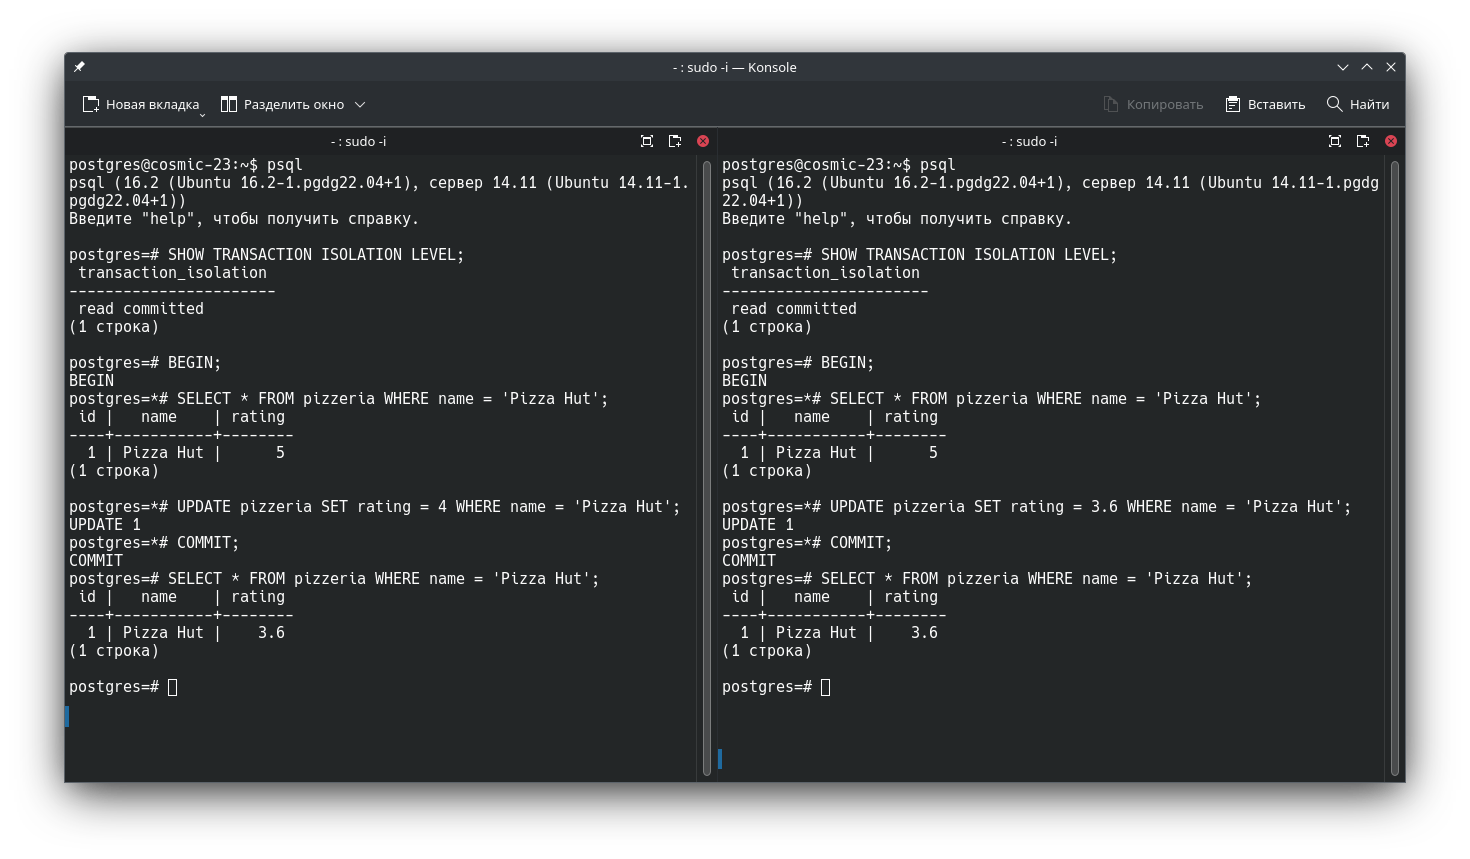 - : sudo -i — Konsole
Новая вкладка
Разделить окно
Копировать
Вставить
Найти
- : sudo -i
postgres@cosmic-23:~$ psql
psql (16.2 (Ubuntu 16.2-1.pgdg22.04+1), сервер 14.11 (Ubuntu 14.11-1.
pgdg22.04+1))
Введите "help", чтобы получить справку.
postgres=# SHOW TRANSACTION ISOLATION LEVEL;
 transaction_isolation
-----------------------
 read committed
(1 строка)
postgres=# BEGIN;
BEGIN
postgres=*# SELECT * FROM pizzeria WHERE name = 'Pizza Hut';
 id |   name    | rating
----+-----------+--------
  1 | Pizza Hut |      5
(1 строка)
postgres=*# UPDATE pizzeria SET rating = 4 WHERE name = 'Pizza Hut';
UPDATE 1
postgres=*# COMMIT;
COMMIT
postgres=# SELECT * FROM pizzeria WHERE name = 'Pizza Hut';
 id |   name    | rating
----+-----------+--------
  1 | Pizza Hut |    3.6
(1 строка)
postgres=#
- : sudo -i
postgres@cosmic-23:~$ psql
psql (16.2 (Ubuntu 16.2-1.pgdg22.04+1), сервер 14.11 (Ubuntu 14.11-1.pgdg
22.04+1))
Введите "help", чтобы получить справку.
postgres=# SHOW TRANSACTION ISOLATION LEVEL;
 transaction_isolation
-----------------------
 read committed
(1 строка)
postgres=# BEGIN;
BEGIN
postgres=*# SELECT * FROM pizzeria WHERE name = 'Pizza Hut';
 id |   name    | rating
----+-----------+--------
  1 | Pizza Hut |      5
(1 строка)
postgres=*# UPDATE pizzeria SET rating = 3.6 WHERE name = 'Pizza Hut';
UPDATE 1
postgres=*# COMMIT;
COMMIT
postgres=# SELECT * FROM pizzeria WHERE name = 'Pizza Hut';
 id |   name    | rating
----+-----------+--------
  1 | Pizza Hut |    3.6
(1 строка)
postgres=#